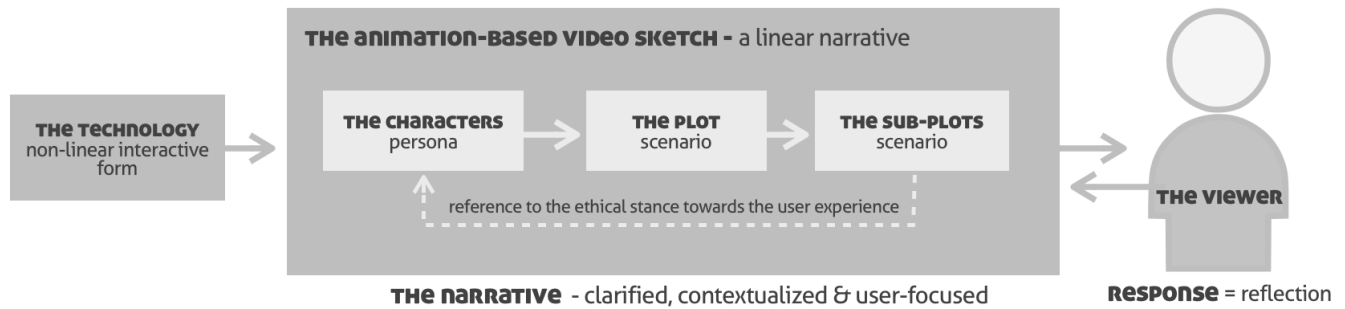 THE ANIMATION-BASED VIDEO SKETCH - a linear narrative
THE TECHNOLOGY
non-linear interactive
form
THE CHARACTERS
persona
THE PLOT
scenario
THE SUB-PLOTS
scenario
reference to the ethical stance towards the user experience
THE VIEWER
THE NARRATIVE - clarified, contextualized & user-focused
RESPONSE = reflection